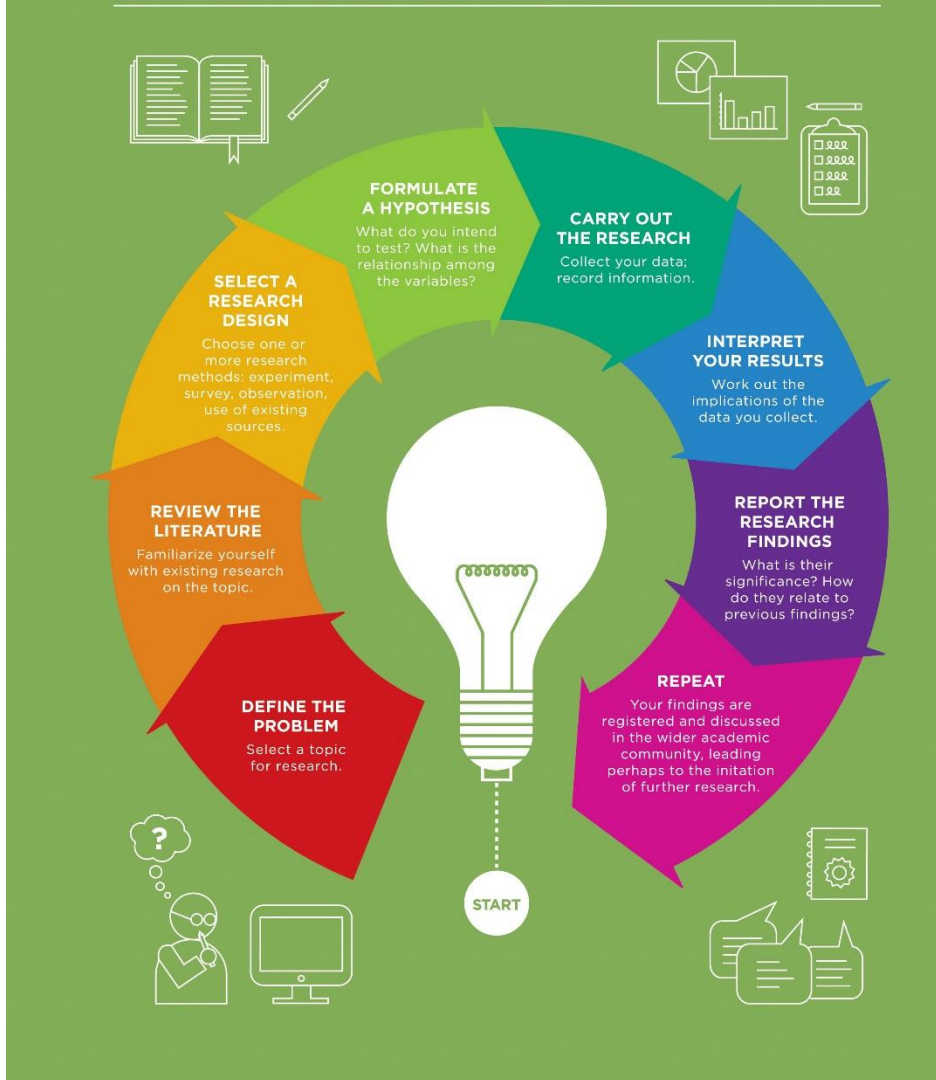 FORMULATE
A HYPOTHESIS
What do you intend
to test? What is the
relationship among
the variables?
CARRY OUT
THE RESEARCH
Collect your data;
record information.
SELECT A
RESEARCH
DESIGN
Choose one or
more research
methods: experiment,
survey, observation,
use of existing
sources.
INTERPRET
YOUR RESULTS
Work out the
implications of the
data you collect.
REVIEW THE
LITERATURE
Familiarize yourself
with existing research
on the topic.
REPORT THE
RESEARCH
FINDINGS
What is their
significance? How
do they relate to
previous findings?
DEFINE THE
PROBLEM
Select a topic
for research.
REPEAT
Your findings are
registered and discussed
in the wider academic
community, leading
perhaps to the initation
of further research.
?
START